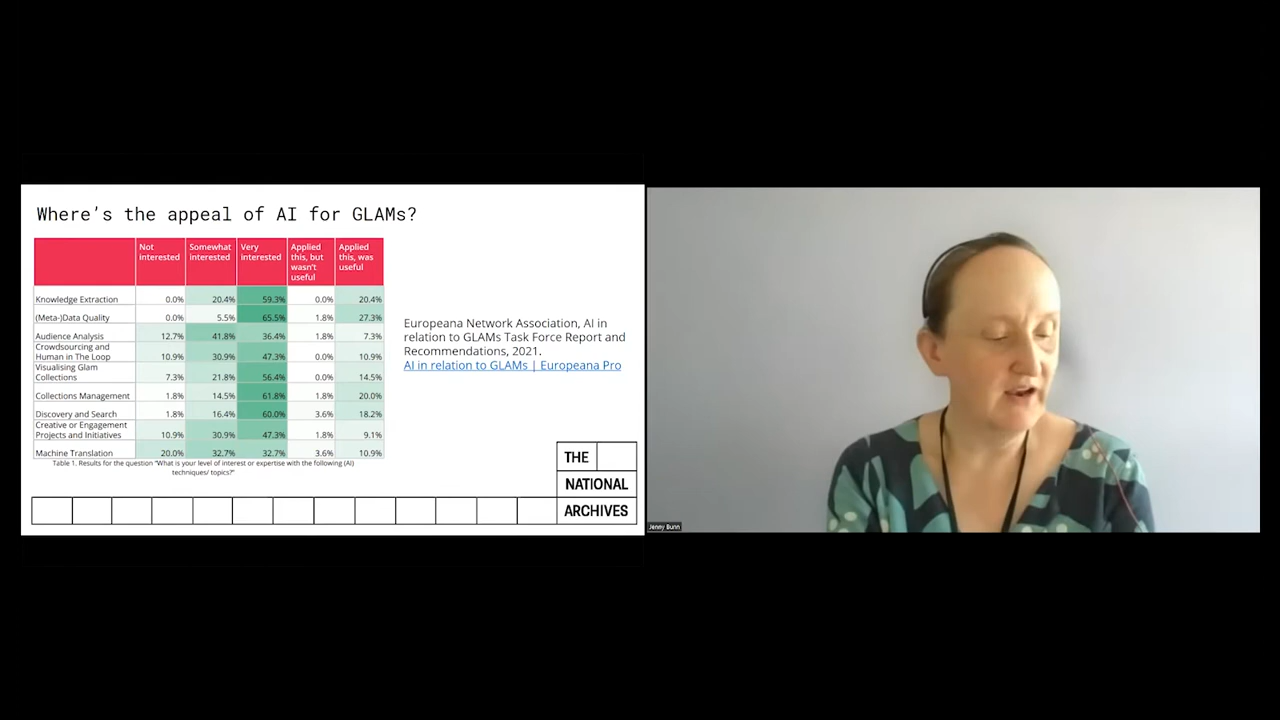 Where's the appeal of AI for GLAMs?
Not interested Somewhat interested Very interested Applied this, but wasn't useful Applied this, was useful
Knowledge Extraction 0.0% 20.4% 59.3% 0.0% 20.4%
(Meta-)Data Quality 0.0% 5.5% 65.5% 1.8% 27.3%
Audience Analysis 12.7% 41.8% 36.4% 1.8% 7.3%
Crowdsourcing and
Human in The Loop 10.9% 30.9% 47.3% 0.0% 10.9%
Visualising Glam
Collections 7.3% 21.8% 56.4% 0.0% 14.5%
Collections Management 1.8% 14.5% 61.8% 1.8% 20.0%
Discovery and Search 1.8% 16.4% 60.0% 3.6% 18.2%
Creative or Engagement
Projects and Initiatives 10.9% 30.9% 47.3% 1.8% 9.1%
Machine Translation 20.0% 32.7% 32.7% 3.6% 10.9%
Table 1. Results for the question "What is your level of interest or expertise with the following (AI)
techniques/ topics?"
Europeana Network Association, AI in
relation to GLAMs Task Force Report and
Recommendations, 2021.
AI in relation to GLAMs | Europeana Pro
THE
NATIONAL
ARCHIVES
Jenny Bunn